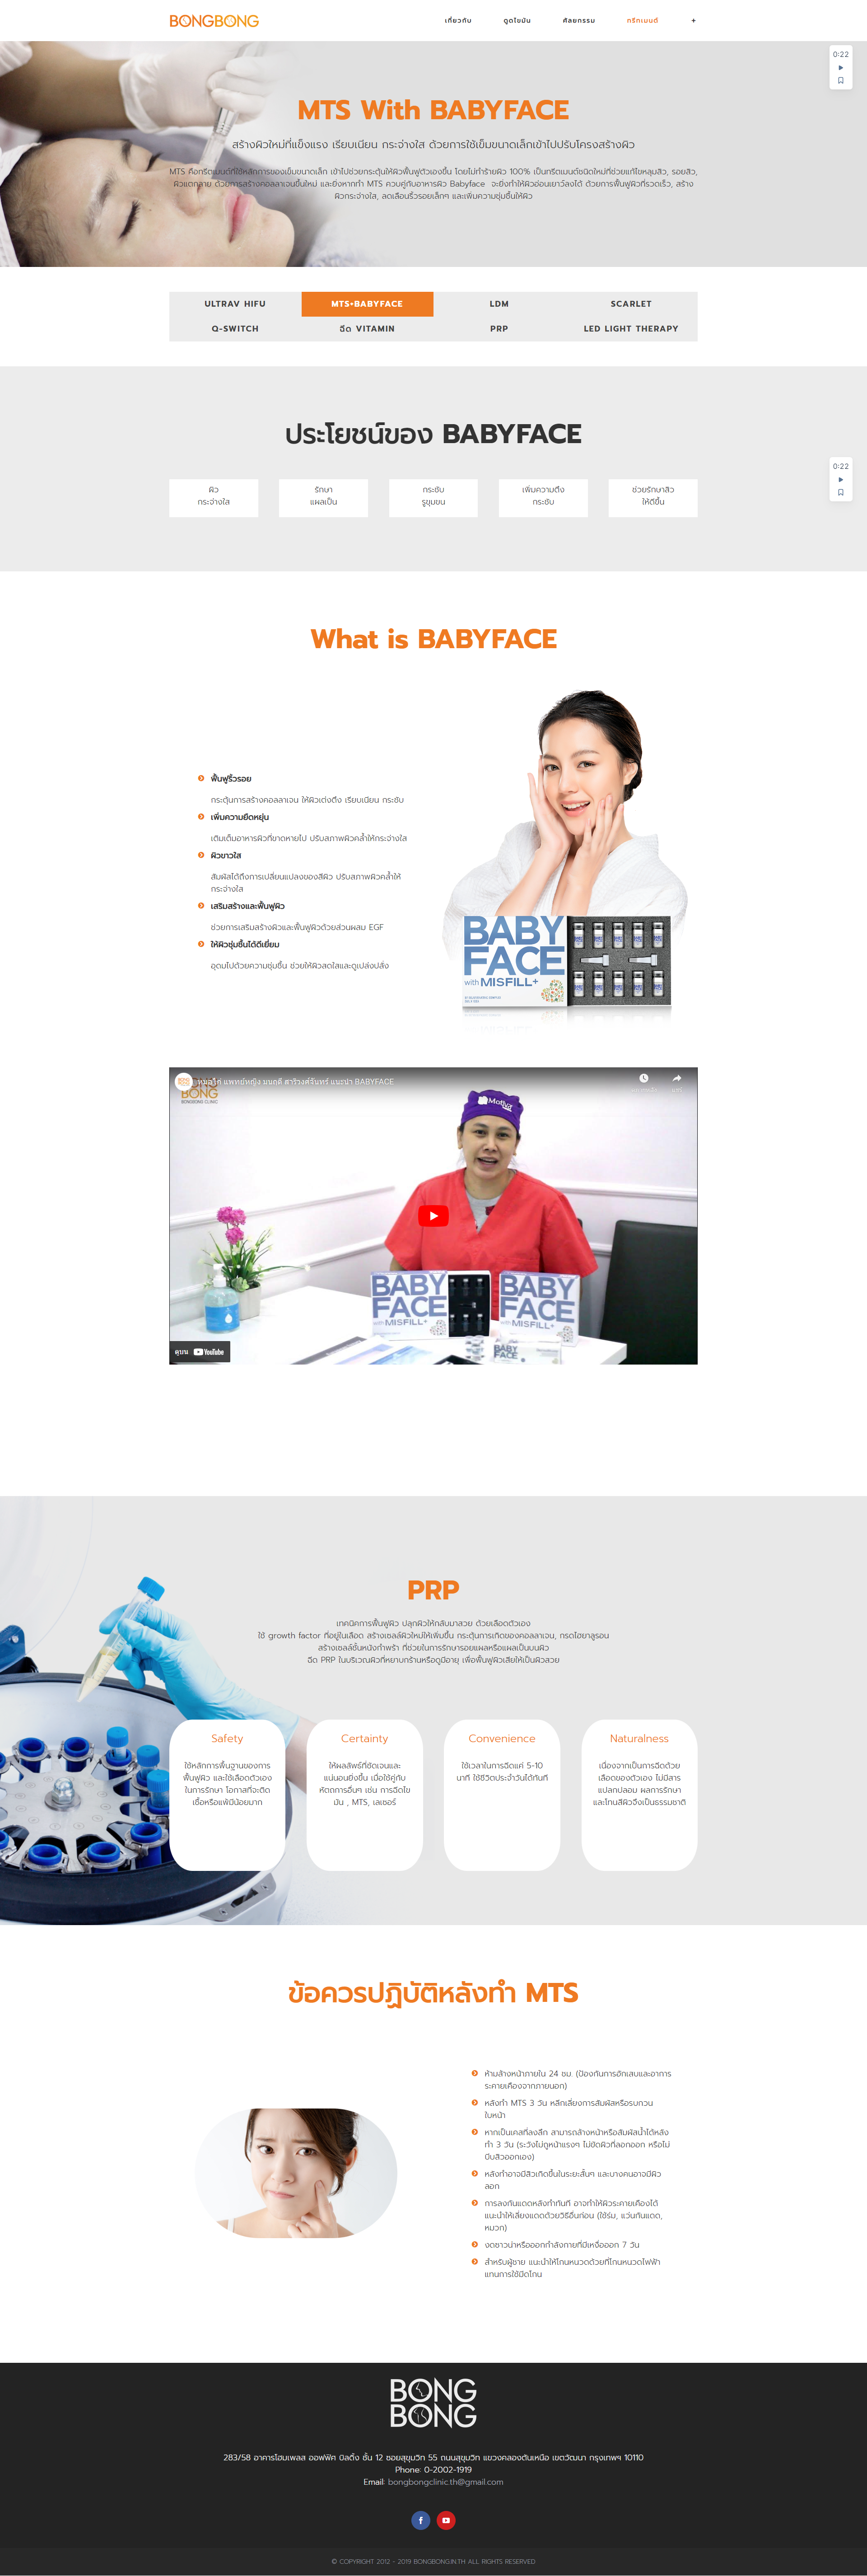 BONGBONG
เกี่ยวกับ ดูดไขมัน ศัลยกรรม ทรีทเมนต์ +
0:22
MTS With BABYFACE
สร้างผิวใหม่ที่แข็งแรง เรียบเนียน กระจ่างใส ด้วยการใช้เข็มขนาดเล็กเข้าไปปรับโครงสร้างผิว
MTS คือทรีตเมนต์ที่ใช้หลักการของเข็มขนาดเล็ก เข้าไปช่วยกระตุ้นให้ผิวฟื้นฟูตัวเองขึ้น โดยไม่ทำร้ายผิว 100% เป็นทรีตเมนต์ชนิดใหม่ที่ช่วยแก้ไขหลุมสิว, รอยสิว,
ผิวแตกลาย ด้วยการสร้างคอลลาเจนขึ้นใหม่ และยิ่งหากทำ MTS ควบคู่กับอาหารผิว Babyface จะยิ่งทำให้ผิวอ่อนเยาว์ลงได้ ด้วยการฟื้นฟูผิวที่รวดเร็ว, สร้าง
ผิวกระจ่างใส, ลดเลือนริ้วรอยเล็กๆ และเพิ่มความชุ่มชื้นให้ผิว
ULTRAV HIFU MTS+BABYFACE LDM SCARLET
Q-SWITCH ฉีด VITAMIN PRP LED LIGHT THERAPY
ประโยชน์ของ BABYFACE
0:22
ผิว
กระจ่างใส
รักษา
แผลเป็น
กระชับ
รูขุมขน
เพิ่มความตึง
กระชับ
ช่วยรักษาสิว
ให้ดีขึ้น
What is BABYFACE
ฟื้นฟูริ้วรอย
กระตุ้นการสร้างคอลลาเจน ให้ผิวเต่งตึง เรียบเนียน กระชับ
เพิ่มความยืดหยุ่น
เติมเต็มอาหารผิวที่ขาดหายไป ปรับสภาพผิวคล้ำให้กระจ่างใส
ผิวขาวใส
สัมผัสได้ถึงการเปลี่ยนแปลงของสีผิว ปรับสภาพผิวคล้ำให้
กระจ่างใส
เสริมสร้างและฟื้นฟูผิว
ช่วยการเสริมสร้างผิวและฟื้นฟูผิวด้วยส่วนผสม EGF
ให้ผิวชุ่มชื้นได้ดีเยี่ยม
อุดมไปด้วยความชุ่มชื้น ช่วยให้ผิวสดใสและดูเปล่งปลั่ง
BABY
FACE
with MISFILL+
แพทย์หญิง แนะนำ BABYFACE
BONG
BONGBONG CLINIC
Motiva
BABY
FACE
MISFILL+
BABY
FACE
MISFILL+
BABY
FACE
ดูบน YouTube
PRP
เทคนิคการฟื้นฟูผิว ปลุกผิวให้กลับมาสวย ด้วยเลือดตัวเอง
ใช้ growth factor ที่อยู่ในเลือด สร้างเซลล์ผิวใหม่ให้เพิ่มขึ้น กระตุ้นการเกิดของคอลลาเจน, กรดไฮยาลูรอน
สร้างเซลล์ชั้นหนังกำพร้า ที่ช่วยในการรักษารอยแผลหรือแผลเป็นบนผิว
ฉีด PRP ในบริเวณผิวที่หยาบกร้านหรือดูมีอายุ เพื่อฟื้นฟูผิวเสียให้เป็นผิวสวย
Safety
ใช้หลักการพื้นฐานของการ
ฟื้นฟูผิว และใช้เลือดตัวเอง
ในการรักษา โอกาสที่จะติด
เชื้อหรือแพ้มีน้อยมาก
Certainty
ให้ผลลัพธ์ที่ชัดเจนและ
แน่นอนยิ่งขึ้น เมื่อใช้คู่กับ
หัตถการอื่นๆ เช่น การฉีดไข
มัน , MTS, เลเซอร์
Convenience
ใช้เวลาในการฉีดแค่ 5-10
นาที ใช้ชีวิตประจำวันได้ทันที
Naturalness
เนื่องจากเป็นการฉีดด้วย
เลือดของตัวเอง ไม่มีสาร
แปลกปลอม ผลการรักษา
และโทนสีผิวจึงเป็นธรรมชาติ
ข้อควรปฏิบัติหลังทำ MTS
ห้ามล้างหน้าภายใน 24 ชม. (ป้องกันการอักเสบและอาการ
ระคายเคืองจากภายนอก)
หลังทำ MTS 3 วัน หลีกเลี่ยงการสัมผัสหรือรบกวน
ใบหน้า
หากเป็นเคสที่ลงลึก สามารถล้างหน้าหรือสัมผัสน้ำได้หลัง
ทำ 3 วัน (ระวังไม่ถูหน้าแรงๆ ไม่ขัดผิวที่ลอกออก หรือไม่
บีบสิวออกเอง)
หลังทำอาจมีสิวเกิดขึ้นในระยะสั้นๆ และบางคนอาจมีผิว
ลอก
การลงกันแดดหลังทำทันที อาจทำให้ผิวระคายเคืองได้
แนะนำให้เลี่ยงแดดด้วยวิธีอื่นก่อน (ใช้ร่ม, แว่นกันแดด,
หมวก)
งดซาวน่าหรือออกกำลังกายที่มีเหงื่อออก 7 วัน
สำหรับผู้ชาย แนะนำให้โกนหนวดด้วยที่โกนหนวดไฟฟ้า
แทนการใช้มีดโกน
BONG
BONG
283/58 อาคารโฮมเพลส ออฟฟิศ บิลดิ้ง ชั้น 12 ซอยสุขุมวิท 55 ถนนสุขุมวิท แขวงคลองตันเหนือ เขตวัฒนา กรุงเทพฯ 10110
Phone: 0-2002-1919
Email: bongbongclinic.th@gmail.com
© COPYRIGHT 2012 - 2019 BONGBONG.IN.TH ALL RIGHTS RESERVED